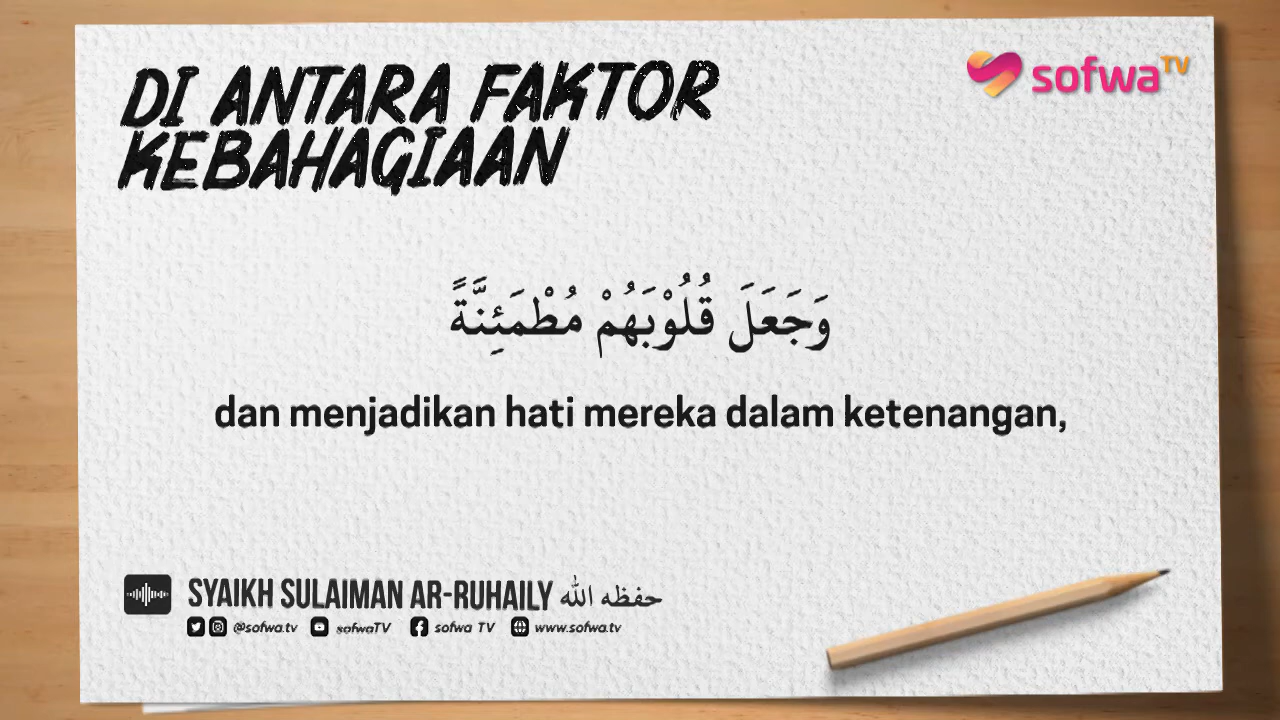 DI ANTARA FAKTOR
KEBAHAGIAAN
sofwaTV
وَجَعَلَ قُلُوْبَهُمْ مُطْمَئِنَّةً
dan menjadikan hati mereka dalam ketenangan,
SYAIKH SULAIMAN AR-RUHAILY حفظه الله
@sofwa.tv sofwaTV sofwa TV www.sofwa.tv